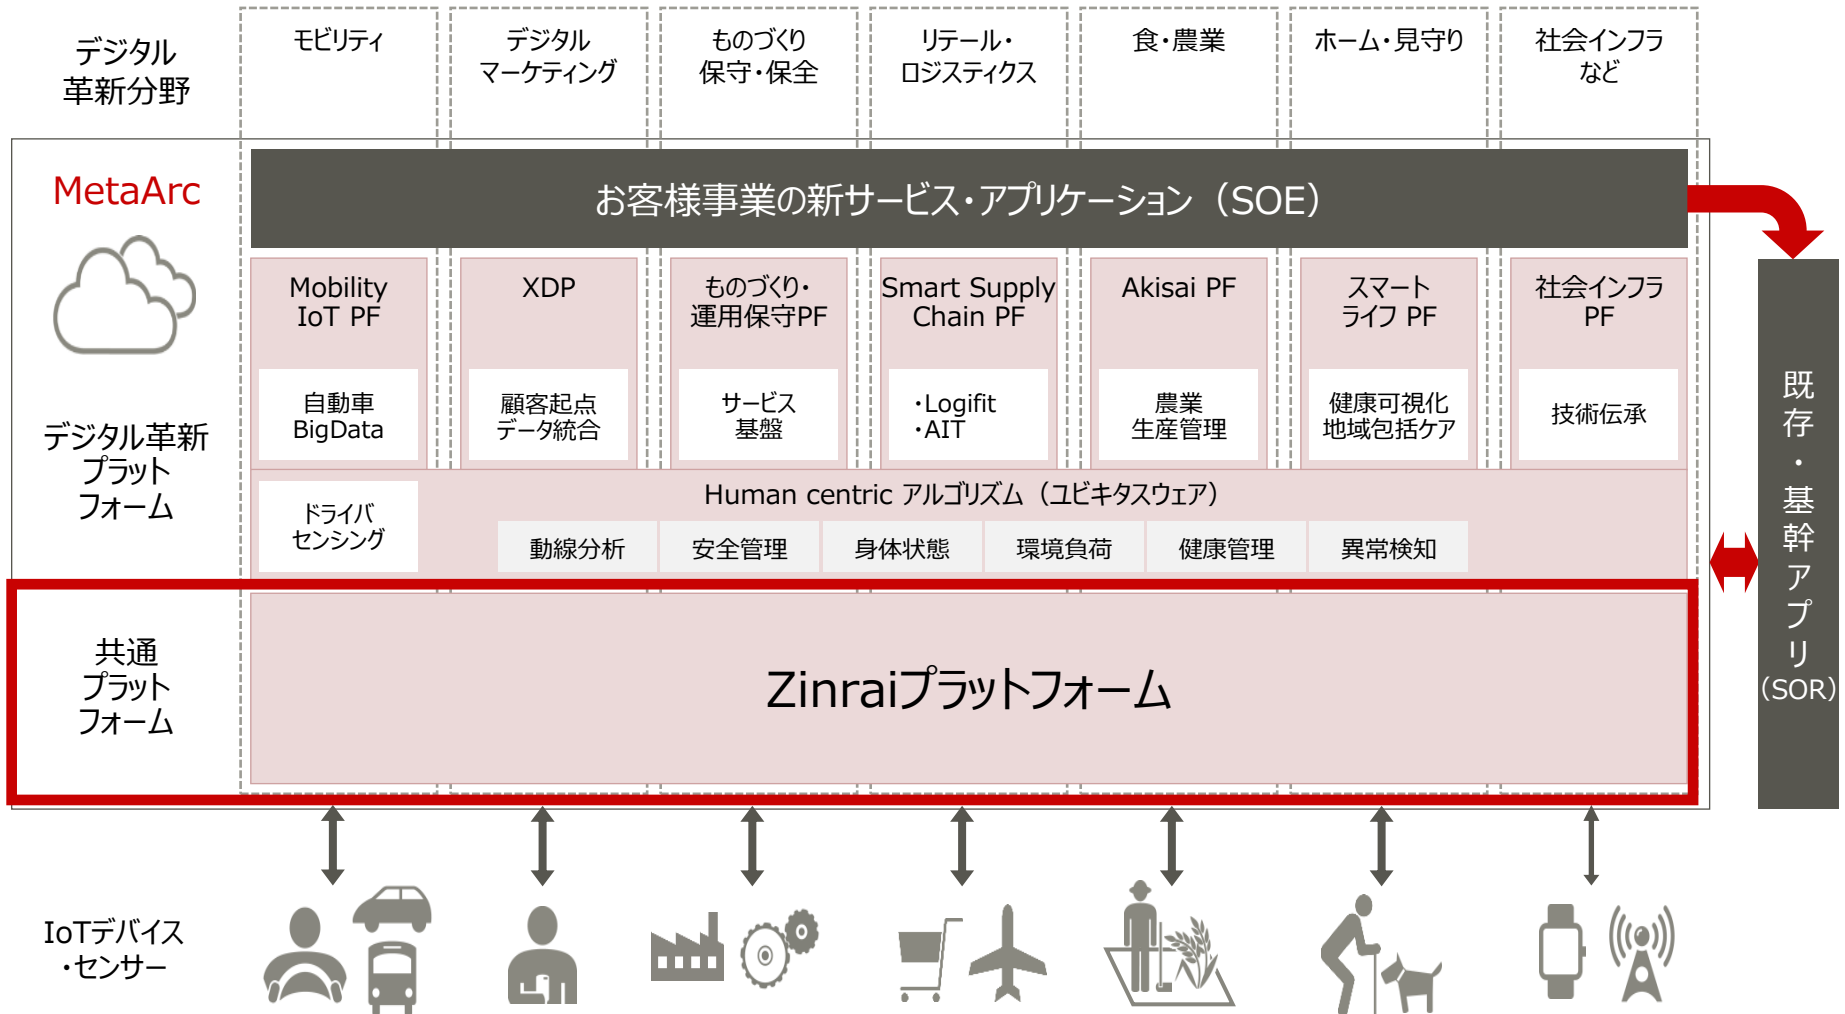 デジタル
革新分野
モビリティ
デジタル
マーケティング
ものづくり
保守・保全
リテール・
ロジスティクス
食・農業
ホーム・見守り
社会インフラ
など
MetaArc
お客様事業の新サービス・アプリケーション（SOE）
デジタル革新
プラット
フォーム
Mobility
IoT PF
自動車
BigData
XDP
顧客起点
データ統合
ものづくり・
運用保守PF
サービス
基盤
Smart Supply
Chain PF
・Logifit
・AIT
Akisai PF
農業
生産管理
スマート
ライフ PF
健康可視化
地域包括ケア
社会インフラ
PF
技術伝承
Human centric アルゴリズム（ユビキタスウェア）
ドライバ
センシング
動線分析
安全管理
身体状態
環境負荷
健康管理
異常検知
共通
プラット
フォーム
Zinraiプラットフォーム
既存・基幹アプリ
（SOR）
IoTデバイス
・センサー